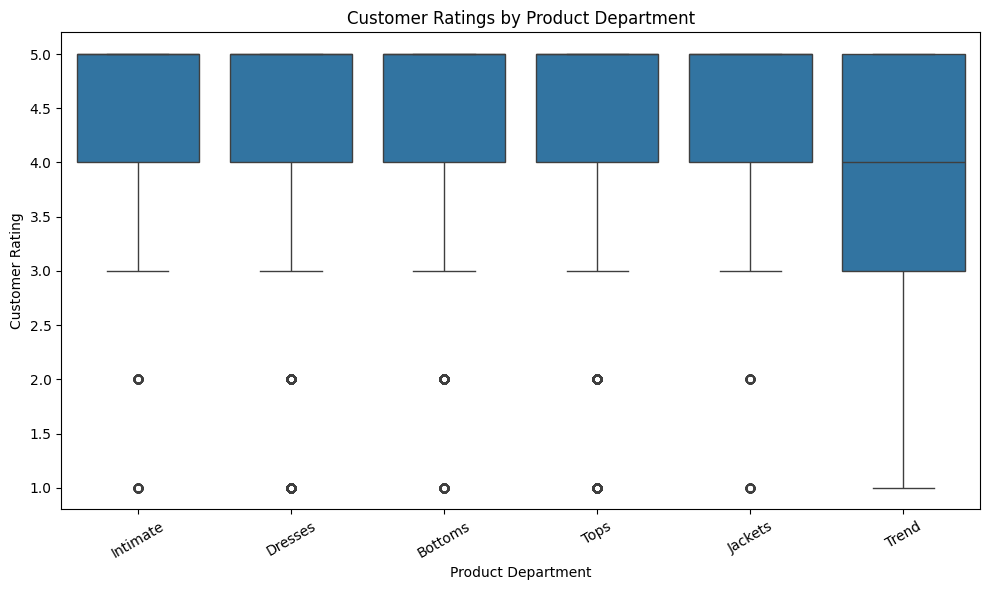 Customer Ratings by Product Department
Customer Rating
5.0
4.5
4.0
3.5
3.0
2.5
2.0
1.5
1.0
Intimate
Dresses
Bottoms
Tops
Jackets
Trend
Product Department